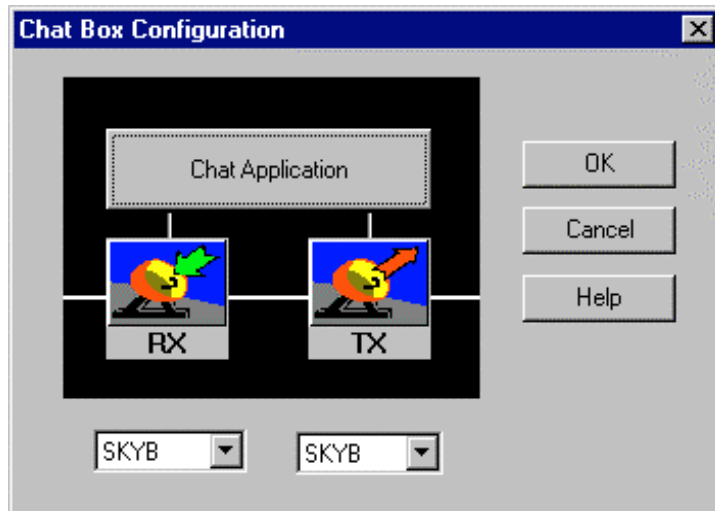 Chat Box Configuration
Chat Application
OK
Cancel
Help
RX
TX
SKYB
SKYB